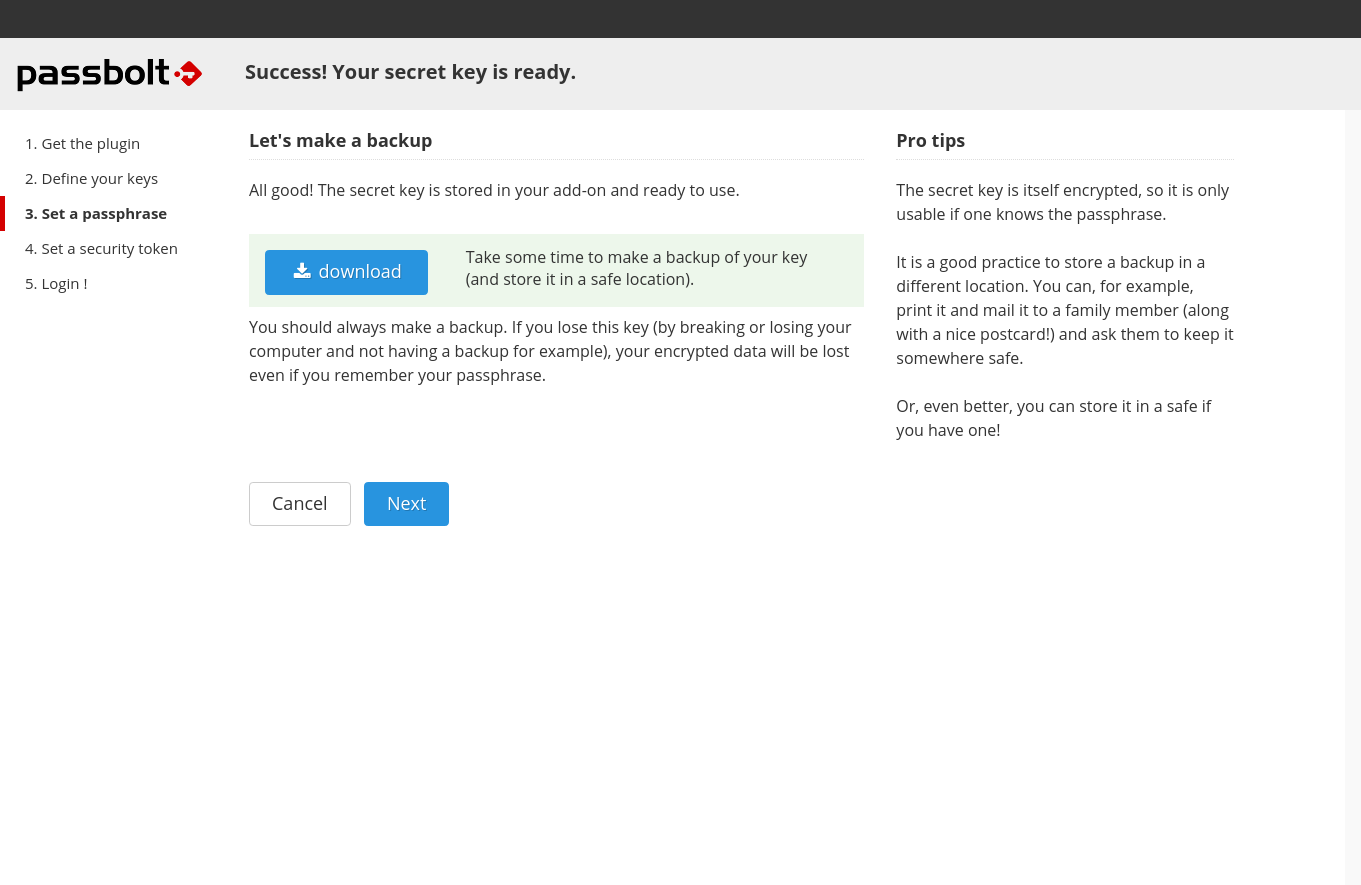 passbolt
Success! Your secret key is ready.
1. Get the plugin
2. Define your keys
3. Set a passphrase
4. Set a security token
5. Login !
Let's make a backup
All good! The secret key is stored in your add-on and ready to use.
download
Take some time to make a backup of your key
(and store it in a safe location).
You should always make a backup. If you lose this key (by breaking or losing your
computer and not having a backup for example), your encrypted data will be lost
even if you remember your passphrase.
Cancel
Next
Pro tips
The secret key is itself encrypted, so it is only
usable if one knows the passphrase.
It is a good practice to store a backup in a
different location. You can, for example,
print it and mail it to a family member (along
with a nice postcard!) and ask them to keep it
somewhere safe.
Or, even better, you can store it in a safe if
you have one!